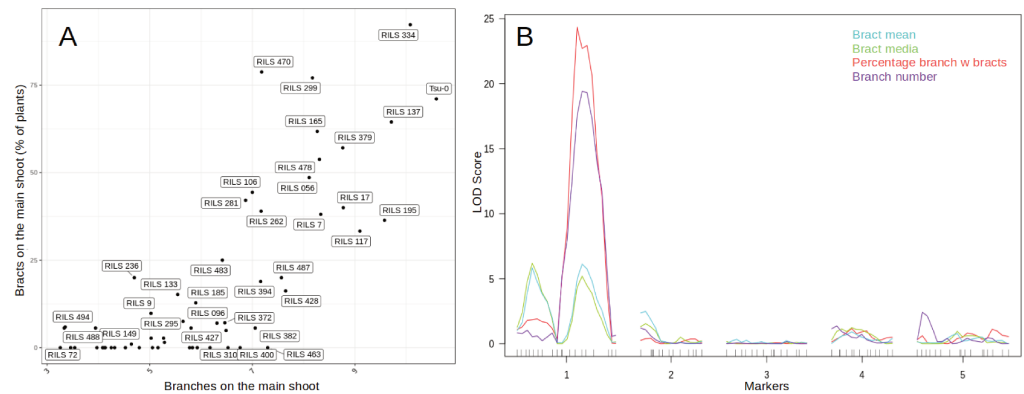 A
RILS 334
RILS 470
RILS 299
Tsu-0
RILS 137
RILS 165
RILS 379
RILS 478
RILS 056
RILS 106
RILS 281
RILS 17
RILS 262
RILS 7
RILS 195
RILS 117
RILS 236
RILS 483
RILS 487
RILS 133
RILS 185
RILS 394
RILS 428
RILS 9
RILS 494
RILS 096
RILS 372
RILS 295
RILS 488
RILS 149
RILS 427
RILS 382
RILS 72
RILS 310
RILS 400
RILS 463
75
50
25
0
3
5
7
9
Bracts on the main shoot (% of plants)
Branches on the main shoot
B
Bract mean
Bract media
Percentage branch w bracts
Branch number
25
20
15
10
5
0
LOD Score
1
2
3
4
5
Markers